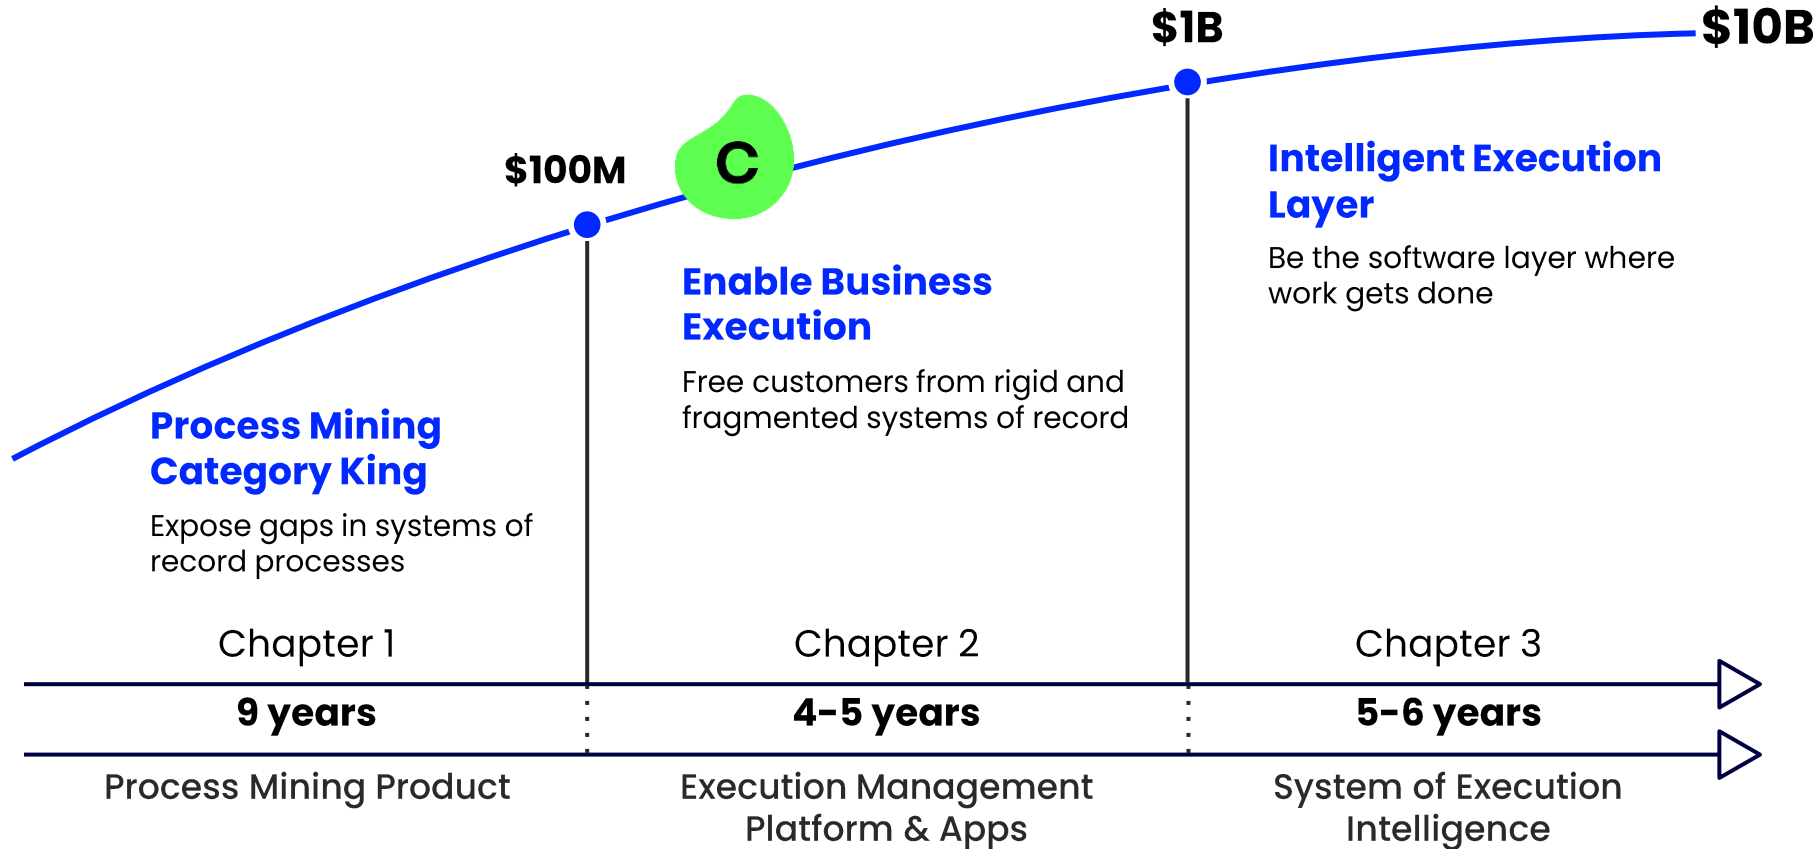 $10B
$1B
$100M
C
Intelligent Execution
Layer
Be the software layer where
work gets done
Enable Business
Execution
Free customers from rigid and
fragmented systems of record
Process Mining
Category King
Expose gaps in systems of
record processes
Chapter 1
Chapter 2
Chapter 3
9 years
4-5 years
5-6 years
Process Mining Product
Execution Management
Platform & Apps
System of Execution
Intelligence